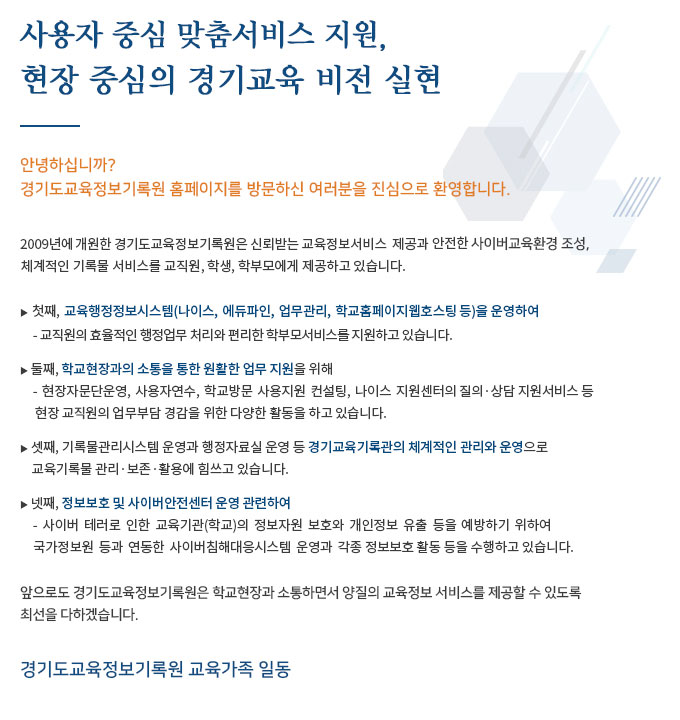 사용자 중심 맞춤서비스 지원,
현장 중심의 경기교육 비전 실현
안녕하십니까?
경기도교육정보기록원 홈페이지를 방문하신 여러분을 진심으로 환영합니다.
2009년에 개원한 경기도교육정보기록원은 신뢰받는 교육정보서비스 제공과 안전한 사이버교육환경 조성,
체계적인 기록물 서비스를 교직원, 학생, 학부모에게 제공하고 있습니다.
▶ 첫째, 교육행정정보시스템(나이스, 에듀파인, 업무관리, 학교홈페이지웹호스팅 등)을 운영하여
- 교직원의 효율적인 행정업무 처리와 편리한 학부모서비스를 지원하고 있습니다.
▶ 둘째, 학교현장과의 소통을 통한 원활한 업무 지원을 위해
- 현장자문단운영, 사용자연수, 학교방문 사용지원 컨설팅, 나이스 지원센터의 질의·상담 지원서비스 등
현장 교직원의 업무부담 경감을 위한 다양한 활동을 하고 있습니다.
▶ 셋째, 기록물관리시스템 운영과 행정자료실 운영 등 경기교육기록관의 체계적인 관리와 운영으로
교육기록물 관리·보존·활용에 힘쓰고 있습니다.
▶ 넷째, 정보보호 및 사이버안전센터 운영 관련하여
- 사이버 테러로 인한 교육기관(학교)의 정보자원 보호와 개인정보 유출 등을 예방하기 위하여
국가정보원 등과 연동한 사이버침해대응시스템 운영과 각종 정보보호 활동 등을 수행하고 있습니다.
앞으로도 경기도교육정보기록원은 학교현장과 소통하면서 양질의 교육정보 서비스를 제공할 수 있도록
최선을 다하겠습니다.
경기도교육정보기록원 교육가족 일동